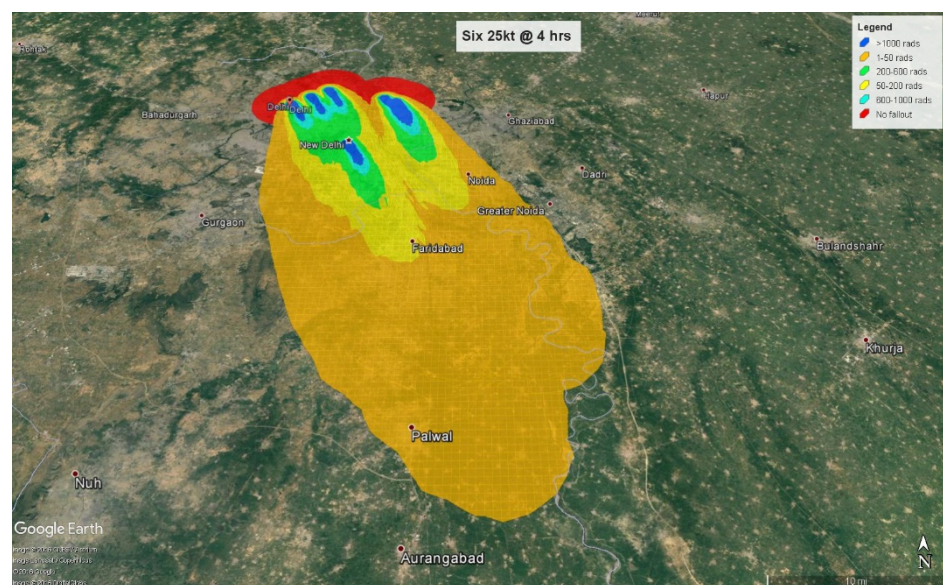 Six 25kt @ 4 hrs
Legend
>1000 rads
1-50 rads
200-600 rads
50-200 rads
600-1000 rads
No fallout
Rohtak
Hapur
Bahadurgarh
Delhi
Delhi
Ghaziabad
New Delhi
Noida
Dadri
Greater Noida
Gurgaon
Faridabad
Bulandshahr
Khurja
Palwal
Nuh
Google Earth
Aurangabad
N
10 mi